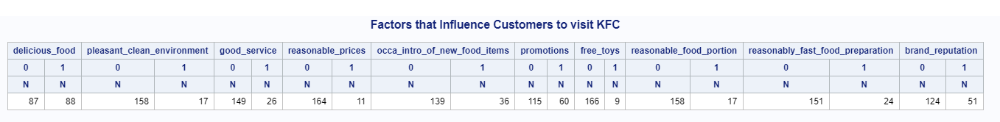 Factors that Influence Customers to visit KFC
delicious_food pleasant_clean_environment good_service reasonable_prices occa_intro_of_new_food_items promotions free_toys reasonable_food_portion reasonably_fast_food_preparation brand_reputation
0 1 0 1 0 1 0 1 0 1 0 1 0 1 0 1 0 1 0 1
N N N N N N N N N N N N N N N N N N N N
87 88 158 17 149 26 164 11 139 36 115 60 166 9 158 17 151 24 124 51